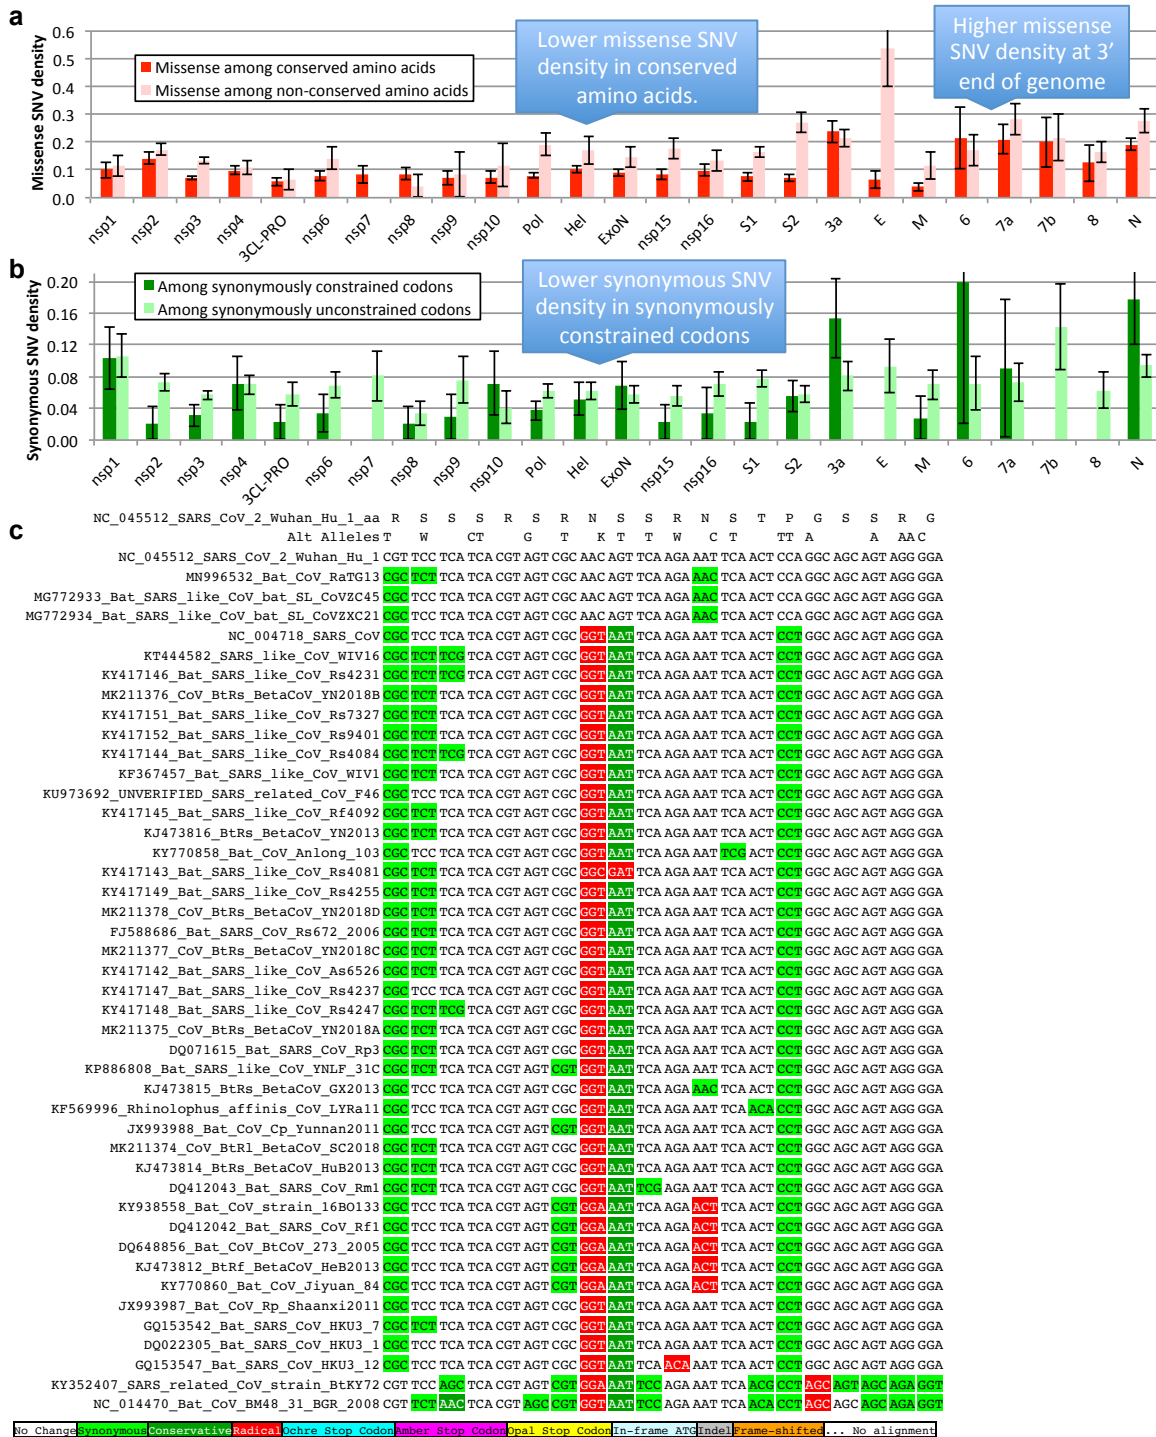 a
Missense SNV density
0.6
0.5
0.4
0.3
0.2
0.1
0.0
Missense among conserved amino acids
Missense among non-conserved amino acids
Lower missense SNV
density in conserved
amino acids.
Higher missense
SNV density at 3'
end of genome
nsp1 nsp2 nsp3 nsp4 3CL-PRO nsp6 nsp7 nsp8 nsp9 nsp10 Pol Hel ExoN nsp15 nsp16 S1 S2 3a E M 6 7a 7b 8 N
b
Synonymous SNV density
0.20
0.16
0.12
0.08
0.04
0.00
Among synonymously constrained codons
Among synonymously unconstrained codons
Lower synonymous SNV
density in synonymously
constrained codons
nsp1 nsp2 nsp3 nsp4 3CL-PRO nsp6 nsp7 nsp8 nsp9 nsp10 Pol Hel ExoN nsp15 nsp16 S1 S2 3a E M 6 7a 7b 8 N
c
NC_045512_SARS_CoV_2_Wuhan_Hu_1_aa R S S S R S R N S S R N S T P G S S R G
Alt Alleles T W CT G T K T T W C T TT A A A AC
NC_045512_SARS_CoV_2_Wuhan_Hu_1 CGT TCC TCA TCA CGT AGT CGC AAC AGT TCA AGA AAT TCA ACT CCA GGC AGC AGT AGG GGA
MN996532_Bat_CoV_RaTG13 CGC TCT TCA TCA CGT AGT CGC AAC AGT TCA AGA AAC TCA ACT CCA GGC AGC AGT AGG GGA
MG772933_Bat_SARS_like_CoV_bat_SL_CoVZC45 CGC TCC TCA TCA CGT AGT CGC AAC AGT TCA AGA AAC TCA ACT CCA GGC AGC AGT AGG GGA
MG772934_Bat_SARS_like_CoV_bat_SL_CoVZXC21 CGC TCC TCA TCA CGT AGT CGC AAC AGT TCA AGA AAC TCA ACT CCA GGC AGC AGT AGG GGA
NC_004718_SARS_CoV CGC TCC TCA TCA CGT AGT CGC GGT AAT TCA AGA AAT TCA ACT CCT GGC AGC AGT AGG GGA
KT444582_SARS_like_CoV_WIV16 CGC TCT TCG TCA CGT AGT CGC GGT AAT TCA AGA AAT TCA ACT CCT GGC AGC AGT AGG GGA
KY417146_Bat_SARS_like_CoV_Rs4231 CGC TCT TCG TCA CGT AGT CGC GGT AAT TCA AGA AAT TCA ACT CCT GGC AGC AGT AGG GGA
MK211376_CoV_BtRs_BetaCoV_YN2018B CGC TCT TCA TCA CGT AGT CGC GGT AAT TCA AGA AAT TCA ACT CCT GGC AGC AGT AGG GGA
KY417151_Bat_SARS_like_CoV_Rs7327 CGC TCT TCA TCA CGT AGT CGC GGT AAT TCA AGA AAT TCA ACT CCT GGC AGC AGT AGG GGA
KY417152_Bat_SARS_like_CoV_Rs9401 CGC TCT TCA TCA CGT AGT CGC GGT AAT TCA AGA AAT TCA ACT CCT GGC AGC AGT AGG GGA
KY417144_Bat_SARS_like_CoV_Rs4084 CGC TCT TCG TCA CGT AGT CGC GGT AAT TCA AGA AAT TCA ACT CCT GGC AGC AGT AGG GGA
KF367457_Bat_SARS_like_CoV_WIV1 CGC TCT TCA TCA CGT AGT CGC GGT AAT TCA AGA AAT TCA ACT CCT GGC AGC AGT AGG GGA
KU973692_UNVERIFIED_SARS_related_CoV_F46 CGC TCC TCA TCA CGT AGT CGC GGT AAT TCA AGA AAT TCA ACT CCT GGC AGC AGT AGG GGA
KY417145_Bat_SARS_like_CoV_Rf4092 CGC TCT TCA TCA CGT AGT CGC GGT AAT TCA AGA AAT TCA ACT CCT GGC AGC AGT AGG GGA
KJ473816_BtRs_BetaCoV_YN2013 CGC TCT TCA TCA CGT AGT CGC GGT AAT TCA AGA AAT TCA ACT CCT GGC AGC AGT AGG GGA
KY770858_Bat_CoV_Anlong_103 CGC TCC TCA TCA CGT AGT CGC GGT AAT TCA AGA AAT TCG ACT CCT GGC AGC AGT AGG GGA
KY417143_Bat_SARS_like_CoV_Rs4081 CGC TCT TCA TCA CGT AGT CGC GGC GAT TCA AGA AAT TCA ACT CCT GGC AGC AGT AGG GGA
KY417149_Bat_SARS_like_CoV_Rs4255 CGC TCT TCA TCA CGT AGT CGC GGT AAT TCA AGA AAT TCA ACT CCT GGC AGC AGT AGG GGA
MK211378_CoV_BtRs_BetaCoV_YN2018D CGC TCT TCA TCA CGT AGT CGC GGT AAT TCA AGA AAT TCA ACT CCT GGC AGC AGT AGG GGA
FJ588686_Bat_SARS_CoV_Rs672_2006 CGC TCT TCA TCA CGT AGT CGC GGT AAT TCA AGA AAT TCA ACT CCT GGC AGC AGT AGG GGA
MK211377_CoV_BtRs_BetaCoV_YN2018C CGC TCT TCA TCA CGT AGT CGC GGT AAT TCA AGA AAT TCA ACT CCT GGC AGC AGT AGG GGA
KY417142_Bat_SARS_like_CoV_As6526 CGC TCT TCA TCA CGT AGT CGC GGT AAT TCA AGA AAT TCA ACT CCT GGC AGC AGT AGG GGA
KY417147_Bat_SARS_like_CoV_Rs4237 CGC TCC TCA TCA CGT AGT CGC GGT AAT TCA AGA AAT TCA ACT CCT GGC AGC AGT AGG GGA
KY417148_Bat_SARS_like_CoV_Rs4247 CGC TCT TCG TCA CGT AGT CGC GGT AAT TCA AGA AAT TCA ACT CCT GGC AGC AGT AGG GGA
MK211375_CoV_BtRs_BetaCoV_YN2018A CGC TCT TCA TCA CGT AGT CGC GGT AAT TCA AGA AAT TCA ACT CCT GGC AGC AGT AGG GGA
DQ071615_Bat_SARS_CoV_Rp3 CGC TCT TCA TCA CGT AGT CGC GGT AAT TCA AGA AAT TCA ACT CCT GGC AGC AGT AGG GGA
KP886808_Bat_SARS_like_CoV_YNLF_31C CGC TCT TCA TCA CGT AGT CGT GGT AAT TCA AGA AAT TCA ACT CCT GGC AGC AGT AGG GGA
KJ473815_BtRs_BetaCoV_GX2013 CGC TCC TCA TCA CGT AGT CGC GGT AAT TCA AGA AAC TCA ACT CCT GGC AGC AGT AGG GGA
KF569996_Rhinolophus_affinis_CoV_LYRa11 CGC TCC TCA TCA CGT AGT CGC GGT AAT TCA AGA AAT TCA ACA CCT GGC AGC AGT AGG GGA
JX993988_Bat_CoV_Cp_Yunnan2011 CGC TCC TCA TCA CGT AGT CGT GGT AAT TCA AGA AAT TCA ACT CCT GGC AGC AGT AGG GGA
MK211374_CoV_BtRl_BetaCoV_SC2018 CGC TCT TCA TCA CGT AGT CGC GGT AAT TCA AGA AAT TCA ACT CCT GGC AGC AGT AGG GGA
KJ473814_BtRs_BetaCoV_HuB2013 CGC TCT TCA TCA CGT AGT CGC GGT AAT TCA AGA AAT TCA ACT CCT GGC AGC AGT AGG GGA
DQ412043_Bat_SARS_CoV_Rm1 CGC TCT TCA TCA CGT AGT CGC GGT AAT TCG AGA AAT TCA ACT CCT GGC AGC AGT AGG GGA
KY938558_Bat_CoV_strain_16BO133 CGC TCC TCA TCA CGT AGT CGT GGA AAT TCA AGA ACT TCA ACT CCT GGC AGC AGT AGG GGA
DQ412042_Bat_SARS_CoV_Rf1 CGC TCC TCA TCA CGT AGT CGT GGA AAT TCA AGA ACT TCA ACT CCT GGC AGC AGT AGG GGA
DQ648856_Bat_CoV_BtCoV_273_2005 CGC TCC TCA TCA CGT AGT CGT GGA AAT TCA AGA ACT TCA ACT CCT GGC AGC AGT AGG GGA
KJ473812_BtRf_BetaCoV_HeB2013 CGC TCC TCA TCA CGT AGT CGT GGA AAT TCA AGA ACT TCA ACT CCT GGC AGC AGT AGG GGA
KY770860_Bat_CoV_Jiyuan_84 CGC TCC TCA TCA CGT AGT CGT GGA AAT TCA AGA ACT TCA ACT CCT GGC AGC AGT AGG GGA
JX993987_Bat_CoV_Rp_Shaanxi2011 CGC TCC TCA TCA CGT AGT CGC GGT AAT TCA AGA AAT TCA ACT CCT GGC AGC AGT AGG GGA
GQ153542_Bat_SARS_CoV_HKU3_7 CGC TCT TCA TCA CGT AGT CGC GGT AAT TCA AGA AAT TCA ACT CCT GGC AGC AGT AGG GGA
DQ022305_Bat_SARS_CoV_HKU3_1 CGC TCC TCA TCA CGT AGT CGC GGT AAT TCA AGA AAT TCA ACT CCT GGC AGC AGT AGG GGA
GQ153547_Bat_SARS_CoV_HKU3_12 CGC TCC TCA TCA CGT AGT CGC GGT AAT TCA ACA AAT TCA ACT CCT GGC AGC AGT AGG GGA
KY352407_SARS_related_CoV_strain_BtKY72 CGT TCC AGC TCA CGT AGT CGT GGA AAT TCC AGA AAT TCA ACG CCT AGC AGT AGC AGA GGT
NC_014470_Bat_CoV_BM48_31_BGR_2008 CGT TCT AAC TCA CGT AGC CGT GGT AAT TCC AGA AAT TCA ACA CCT AGC AGC AGC AGA GGT
No Change Synonymous Conservative Radical Ochre Stop Codon Amber Stop Codon Opal Stop Codon In-frame ATG Indel Frame-shifted ... No alignment